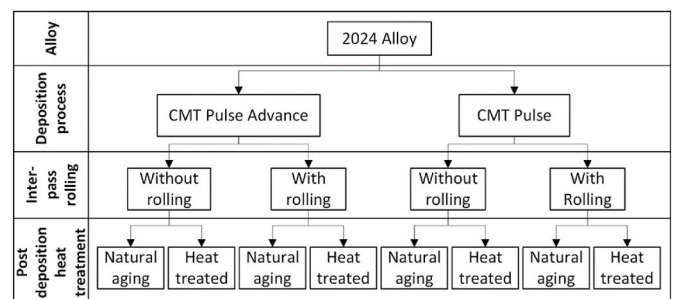 Alloy
2024 Alloy
Deposition
process
CMT Pulse Advance
CMT Pulse
Inter-
pass
rolling
Without
rolling
With
rolling
Without
rolling
With
Rolling
Post
deposition
heat
treatment
Natural
aging
Heat
treated
Natural
aging
Heat
treated
Natural
aging
Heat
treated
Natural
aging
Heat
treated